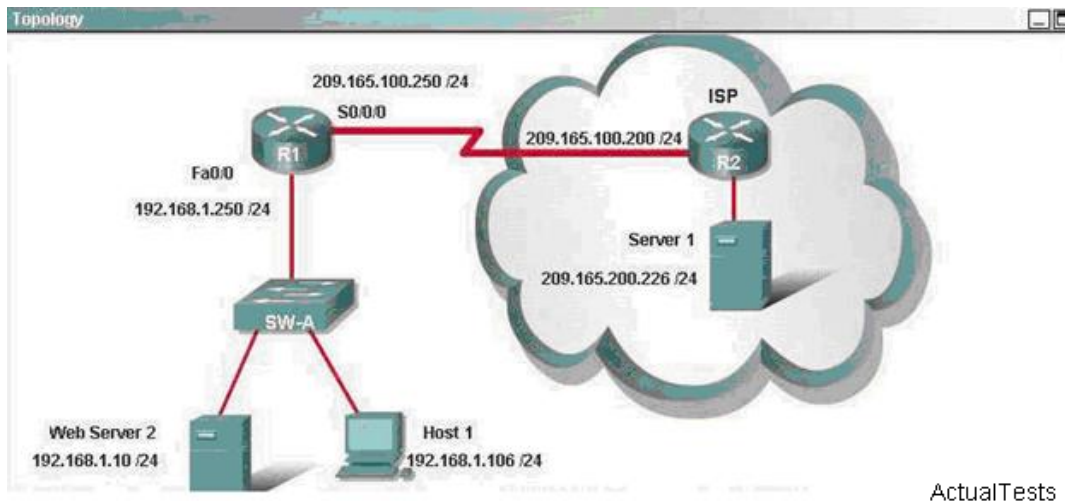 Topology
209.165.100.250 /24
S0/0/0
ISP
209.165.100.200 /24
R1
R2
Fa0/0
192.168.1.250 /24
Server 1
209.165.200.226 /24
SW-A
Web Server 2
192.168.1.10 /24
Host 1
192.168.1.106 /24
ActualTests